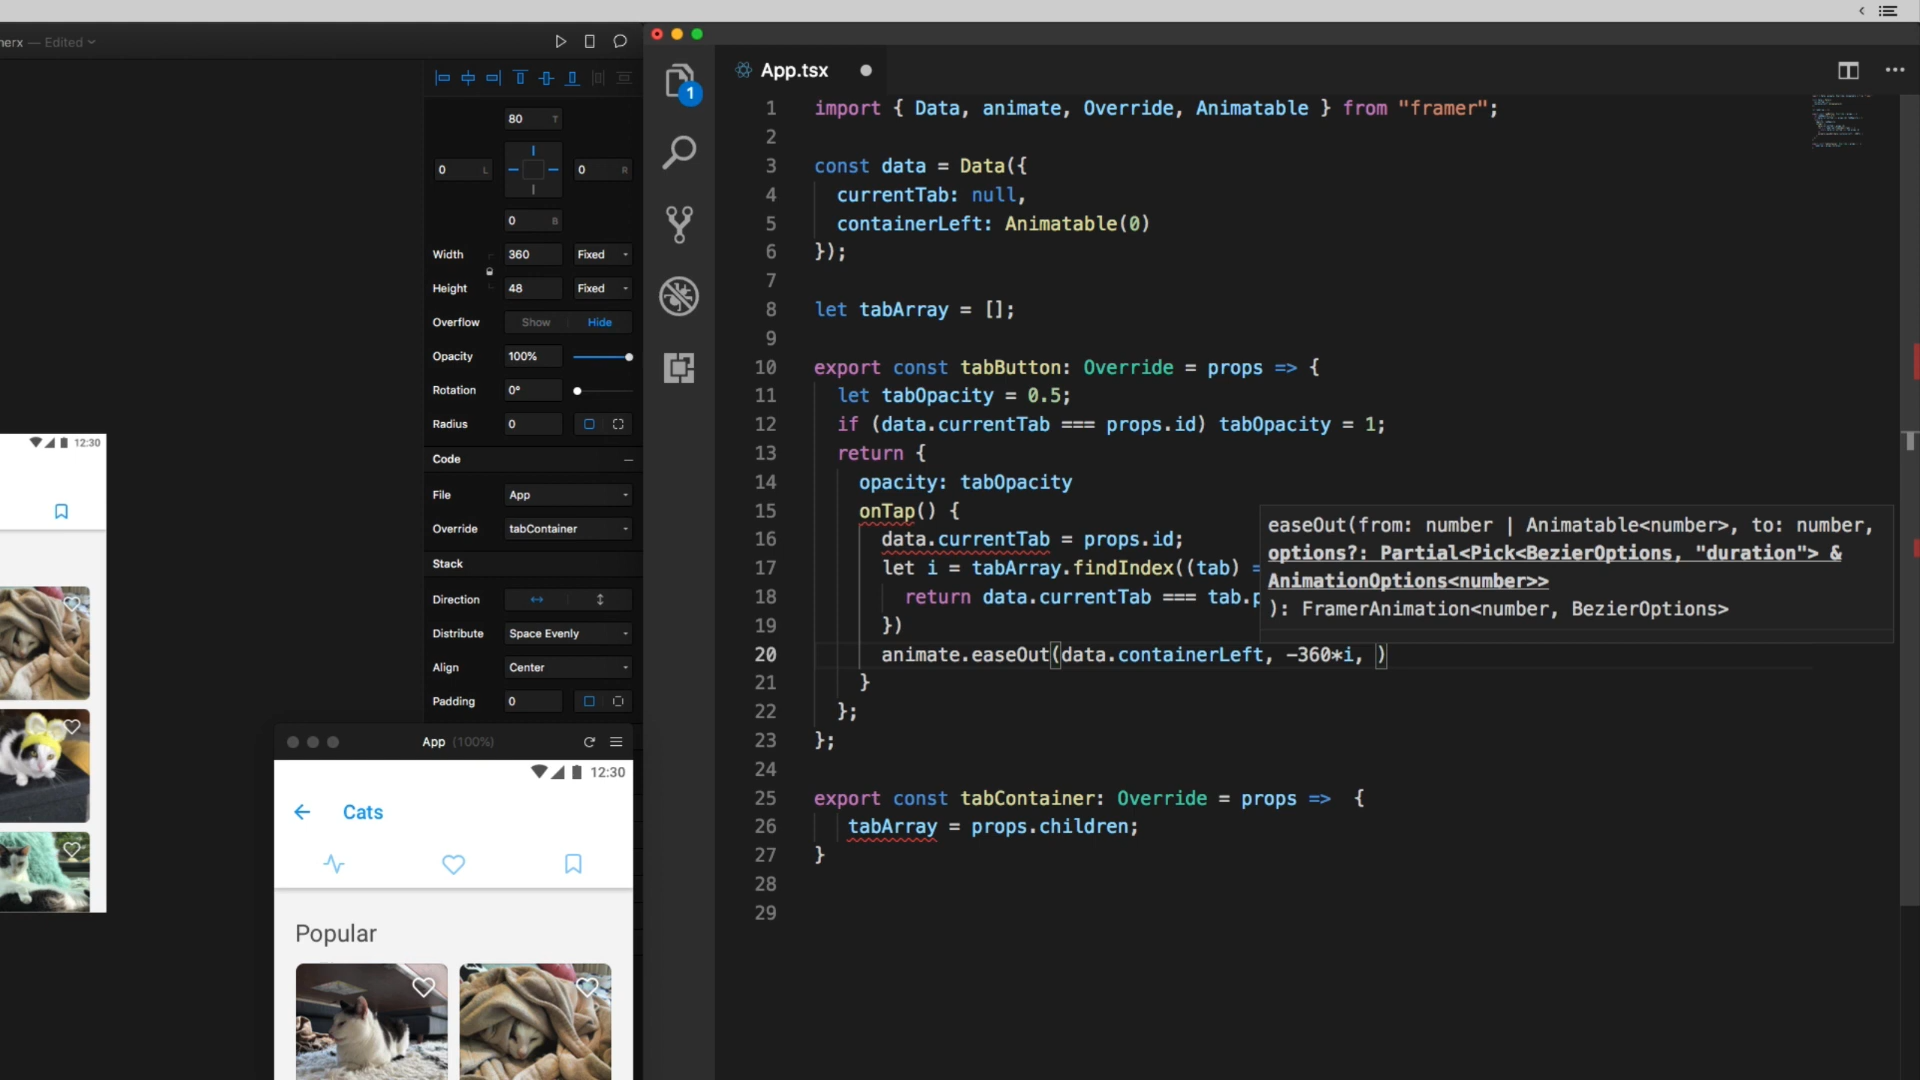 nerx — Edited
80 T
0 L
0 R
0 B
Width 360 Fixed
Height 48 Fixed
Overflow Show Hide
Opacity 100%
Rotation 0°
Radius 0
Code
File App
Override tabContainer
Stack
Direction
Distribute Space Evenly
Align Center
Padding 0
12:30
App (100%)
12:30
Cats
Popular
1
App.tsx
1 import { Data, animate, Override, Animatable } from "framer";
2
3 const data = Data({
4 currentTab: null,
5 containerLeft: Animatable(0)
6 });
7
8 let tabArray = [];
9
10 export const tabButton: Override = props => {
11 let tabOpacity = 0.5;
12 if (data.currentTab === props.id) tabOpacity = 1;
13 return {
14 opacity: tabOpacity
15 onTap() {
16 data.currentTab = props.id;
17 let i = tabArray.findIndex((tab) =
18 return data.currentTab === tab.p
19 })
20 animate.easeOut(data.containerLeft, -360*i, )
21 }
22 };
23 };
24
25 export const tabContainer: Override = props => {
26 tabArray = props.children;
27 }
28
29
easeOut(from: number | Animatable<number>, to: number,
options?: Partial<Pick<BezierOptions, "duration"> &
AnimationOptions<number>>
): FramerAnimation<number, BezierOptions>